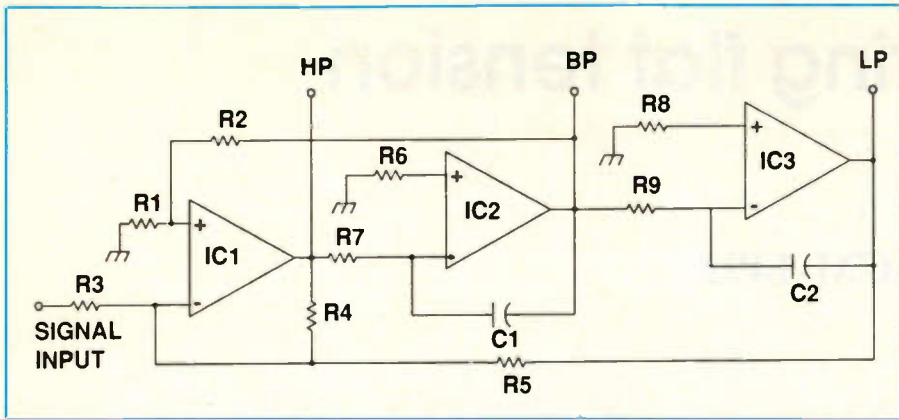 HP
BP
LP
R2
R8
R6
IC3
R1
IC2
R9
IC1
R7
R3
C2
R4
C1
SIGNAL
INPUT
R5